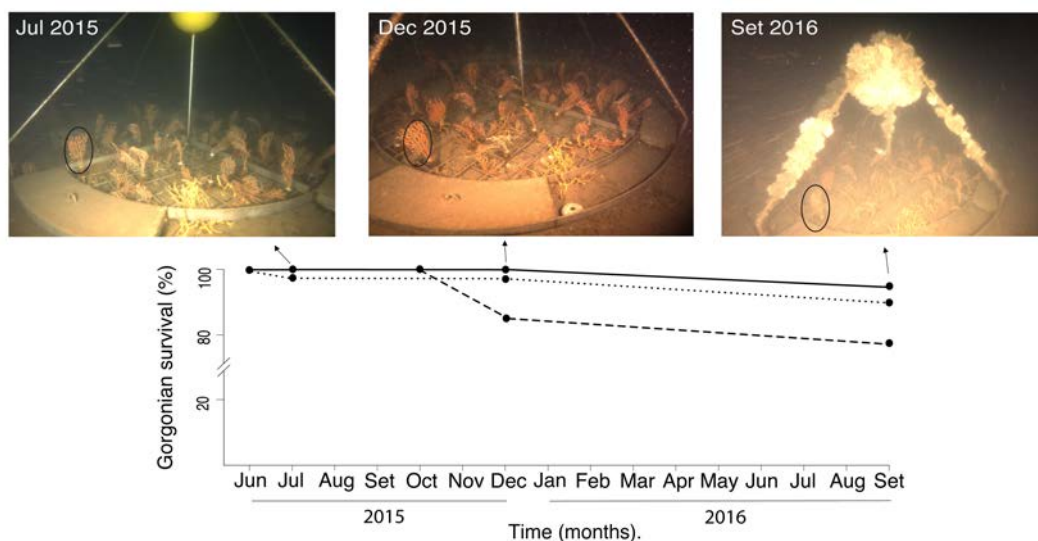 Jul 2015
Dec 2015
Set 2016
Gorgonian survival (%)
100
80
20
Jun Jul Aug Set Oct Nov Dec Jan Feb Mar Apr May Jun Jul Aug Set
2015 2016
Time (months).